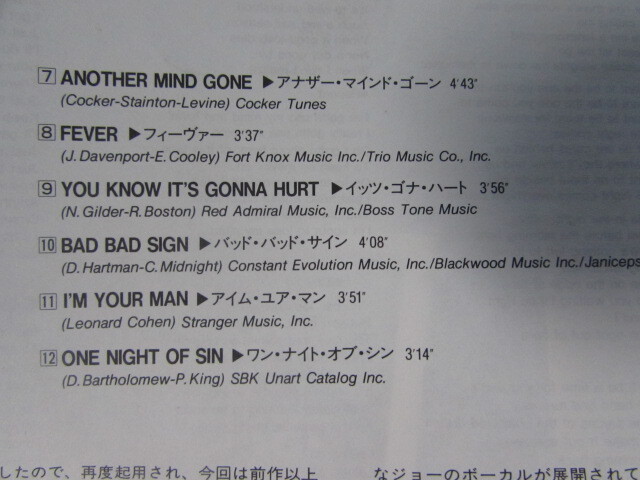 7 ANOTHER MIND GONE ▶アナザー・マインド・ゴーン 4'43"
(Cocker-Stainton-Levine) Cocker Tunes
8 FEVER ▶フィーヴァー 3'37"
(J. Davenport-E. Cooley) Fort Knox Music Inc./Trio Music Co., Inc.
9 YOU KNOW IT'S GONNA HURT ▶イッツ・ゴナ・ハート 3'56"
(N. Gilder-R. Boston) Red Admiral Music, Inc./Boss Tone Music
10 BAD BAD SIGN ▶バッド・バッド・サイン 4'08"
(D. Hartman-C. Midnight) Constant Evolution Music, Inc./Blackwood Music Inc./Janiceps
11 I'M YOUR MAN ▶アイム・ユア・マン 3'51"
(Leonard Cohen) Stranger Music, Inc.
12 ONE NIGHT OF SIN ▶ワン・ナイト・オブ・シン 3'14"
(D. Bartholomew-P. King) SBK Unart Catalog Inc.
したので、再度起用され、今回は前作以上
なジョーのボーカルが展開されて